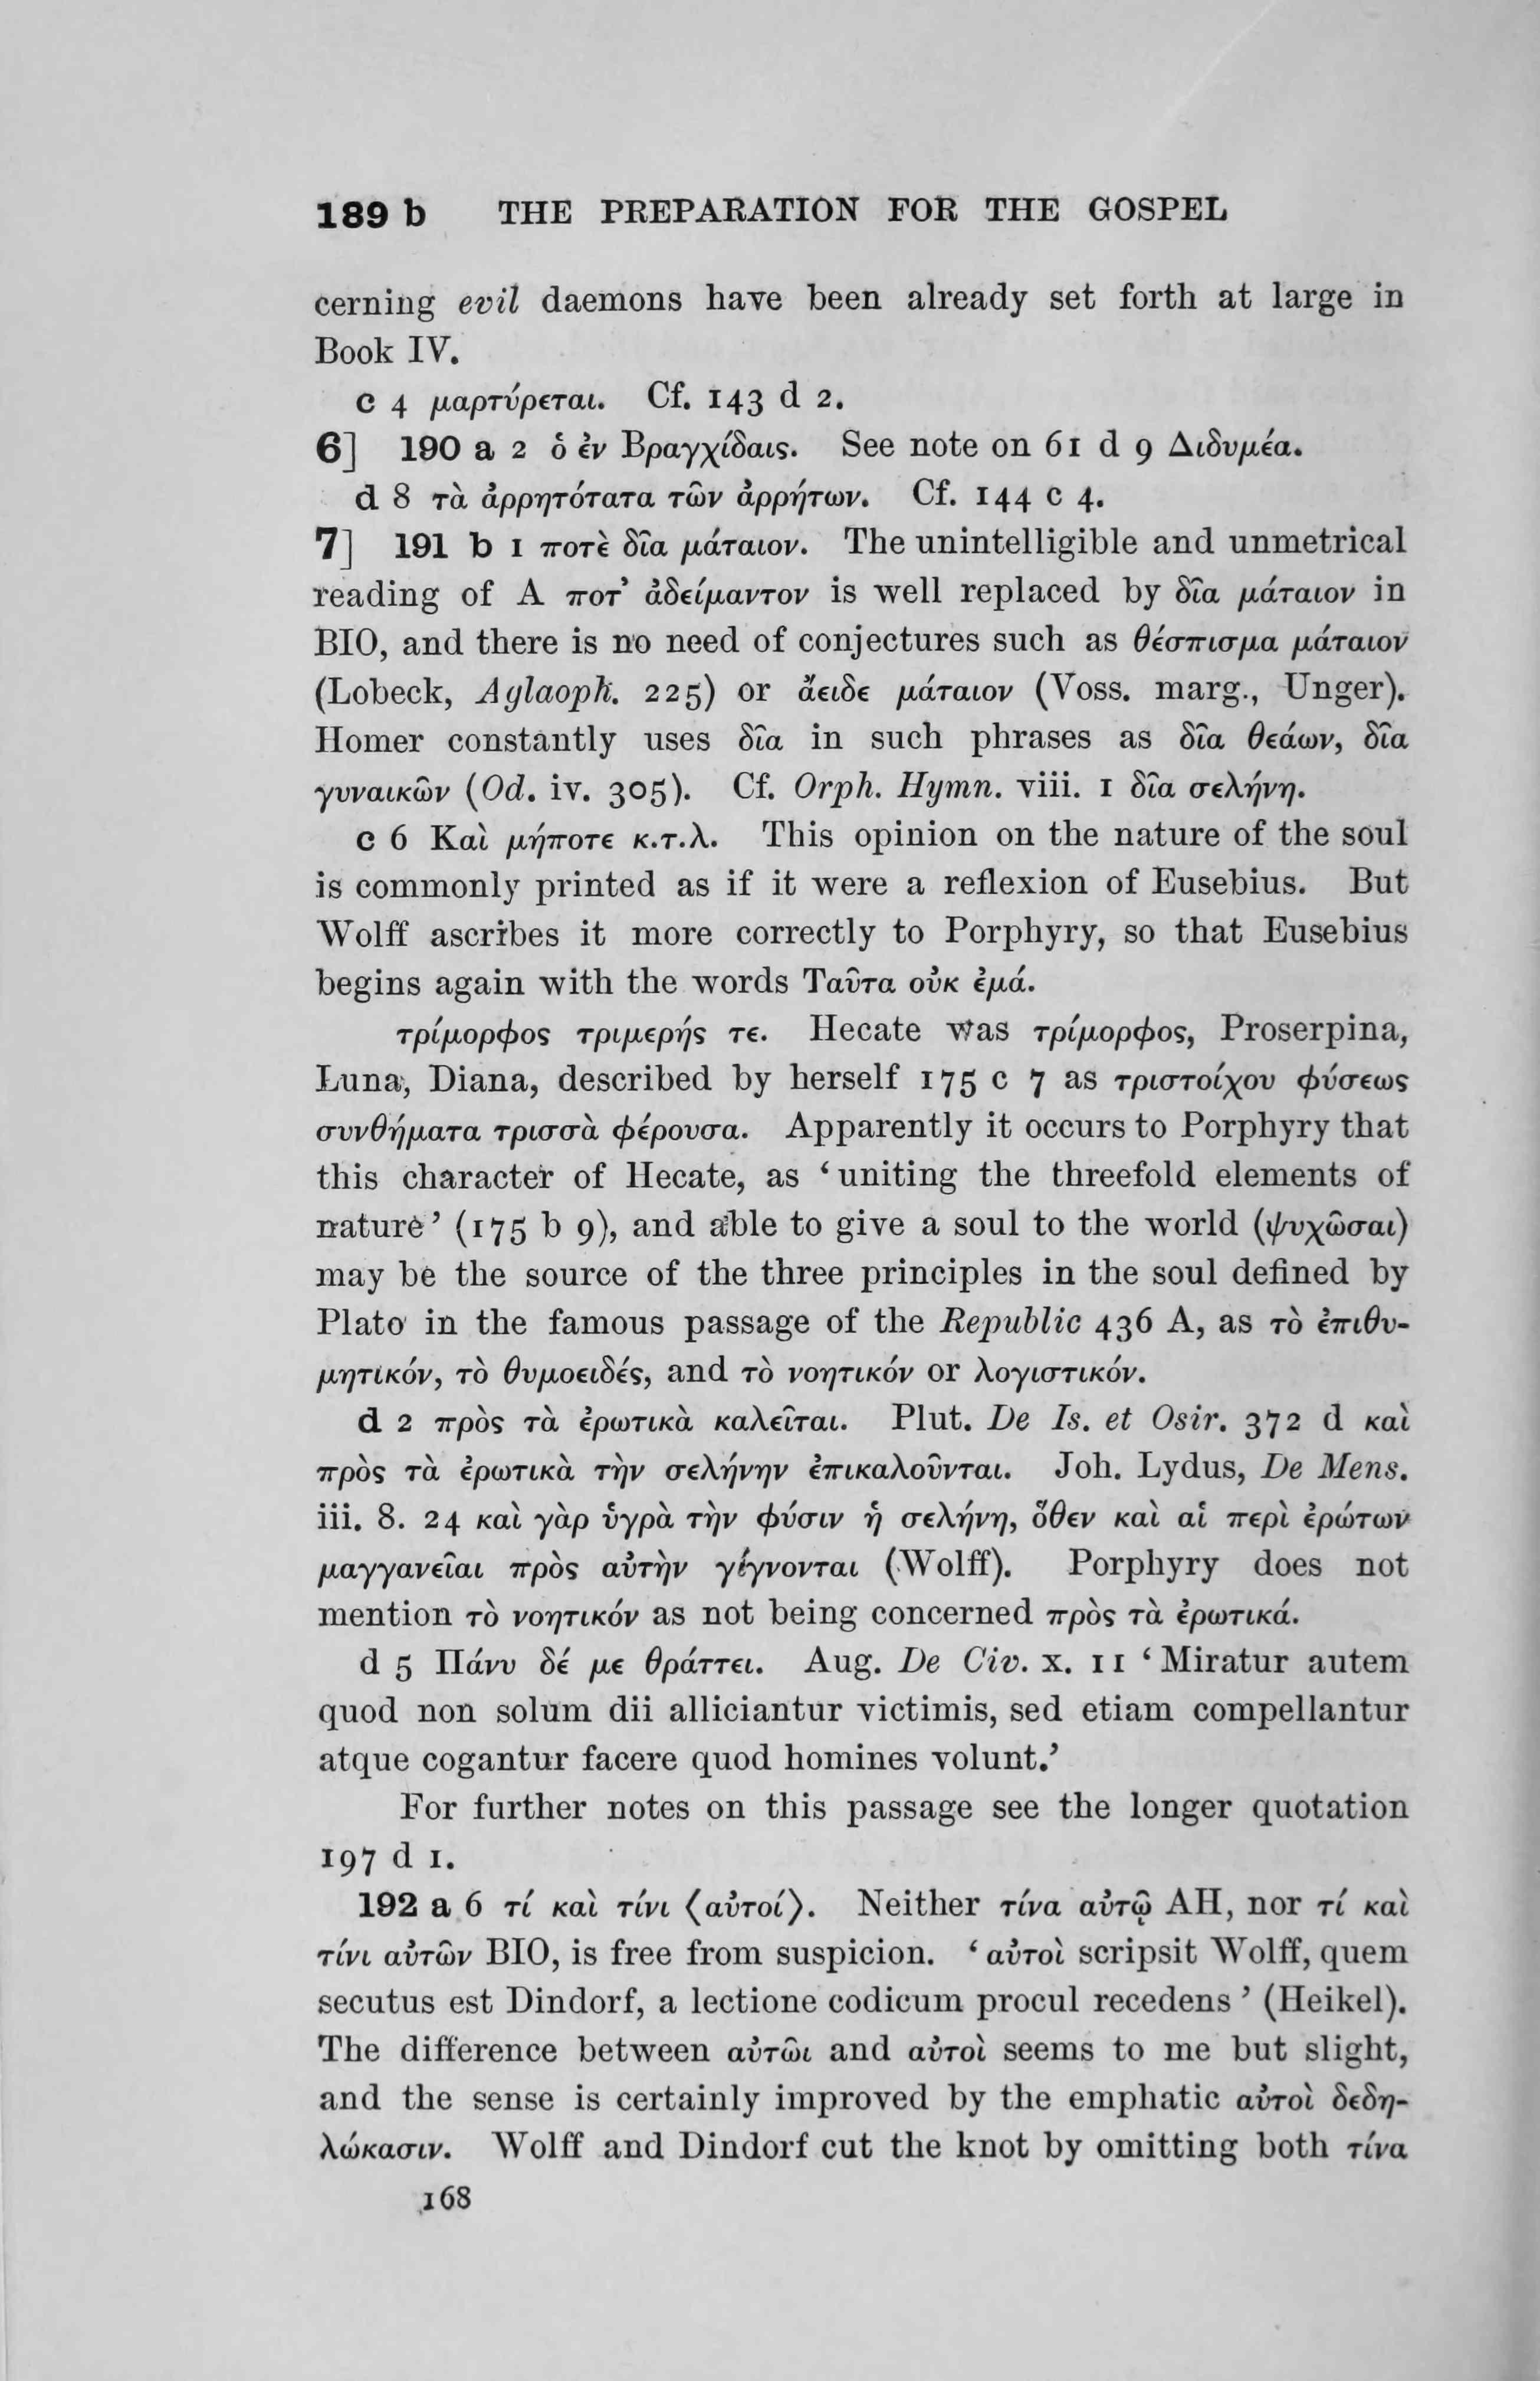 189 b THE PREPARATION FOR THE GOSPEL
cerning evil daemons have been already set forth at large in
Book IV.
c 4 μαρτύρεται. Cf. 143 d 2.
6] 190 a 2 ὁ ἐν Βραγχίδαις. See note on 61 d 9 Διδυμέα.
d 8 τὰ ἀρρητότατα τῶν ἀρρήτων. Cf. 144 c 4.
7] 191 b 1 ποτὲ δῖα μάταιον. The unintelligible and unmetrical
reading of A ποτ’ ἀδείμαντον is well replaced by δῖα μάταιον in
BIO, and there is no need of conjectures such as θέσπισμα μάταιον
(Lobeck, Aglaoph. 225) or ἄειδε μάταιον (Voss. marg., Unger).
Homer constantly uses δῖα in such phrases as δῖα θεάων, δῖα
γυναικῶν (Od. iv. 305). Cf. Orph. Hymn. viii. 1 δῖα σελήνη.
c 6 Καὶ μήποτε κ.τ.λ. This opinion on the nature of the soul
is commonly printed as if it were a reflexion of Eusebius. But
Wolff ascribes it more correctly to Porphyry, so that Eusebius
begins again with the words Ταῦτα οὐκ ἐμά.
τρίμορφος τριμερής τε. Hecate was τρίμορφος, Proserpina,
Luna, Diana, described by herself 175 c 7 as τριστοίχου φύσεως
συνθήματα τρισσὰ φέρουσα. Apparently it occurs to Porphyry that
this character of Hecate, as ‘uniting the threefold elements of
nature’ (175 b 9), and able to give a soul to the world (ψυχῶσαι)
may be the source of the three principles in the soul defined by
Plato in the famous passage of the Republic 436 A, as τὸ ἐπιθυ-
μητικόν, τὸ θυμοειδές, and τὸ νοητικόν or λογιστικόν.
d 2 πρὸς τὰ ἐρωτικὰ καλεῖται. Plut. De Is. et Osir. 372 d καὶ
πρὸς τὰ ἐρωτικὰ τὴν σελήνην ἐπικαλοῦνται. Joh. Lydus, De Mens.
iii. 8. 24 καὶ γὰρ ὑγρὰ τὴν φύσιν ἡ σελήνη, ὅθεν καὶ αἱ περὶ ἐρώτων
μαγγανεῖαι πρὸς αὐτὴν γίγνονται (Wolff). Porphyry does not
mention τὸ νοητικόν as not being concerned πρὸς τὰ ἐρωτικά.
d 5 Πάνυ δέ με θράττει. Aug. De Civ. x. 11 ‘Miratur autem
quod non solum dii alliciantur victimis, sed etiam compellantur
atque cogantur facere quod homines volunt.’
For further notes on this passage see the longer quotation
197 d 1.
192 a 6 τί καὶ τίνι ⟨αὐτοί⟩. Neither τίνα αὐτῷ AH, nor τί καὶ
τίνι αὐτῶν BIO, is free from suspicion. ‘αὐτοὶ scripsit Wolff, quem
secutus est Dindorf, a lectione codicum procul recedens’ (Heikel).
The difference between αὐτῶι and αὐτοὶ seems to me but slight,
and the sense is certainly improved by the emphatic αὐτοὶ δεδη-
λώκασιν. Wolff and Dindorf cut the knot by omitting both τίνα
168